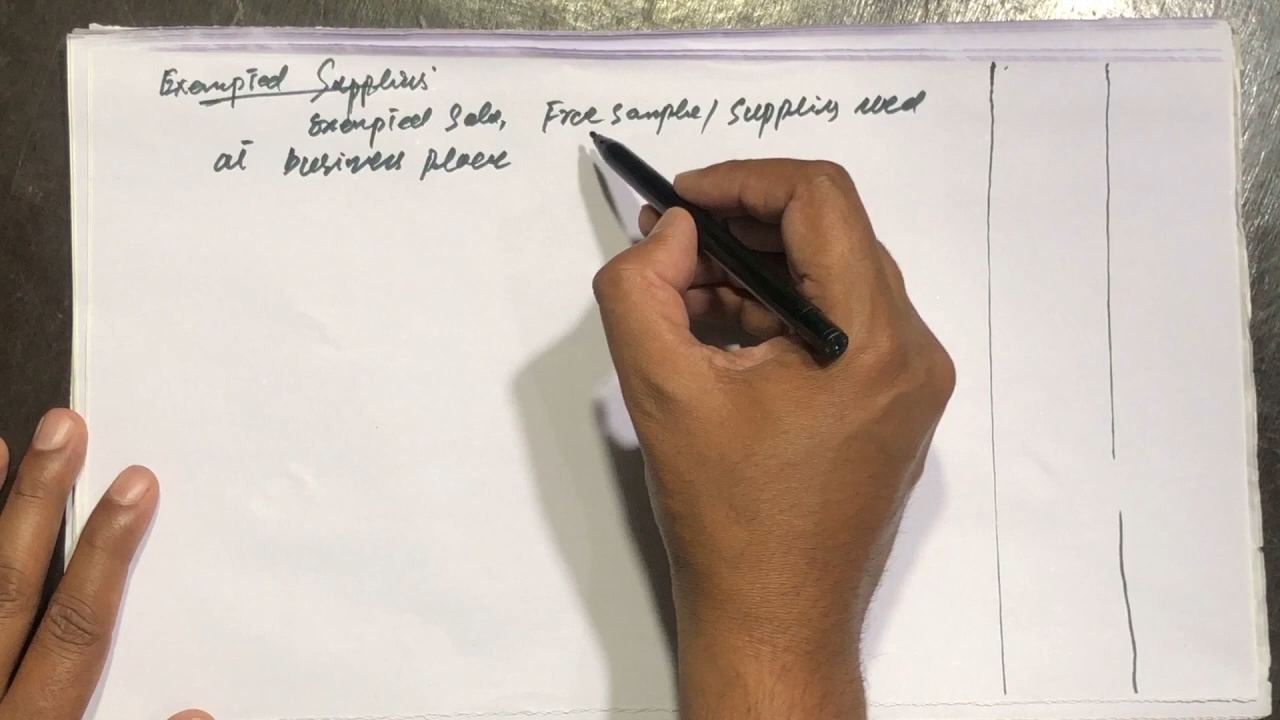 Exempted Supplies
Exempted Sale, Free sample/ Supplies used
at business place